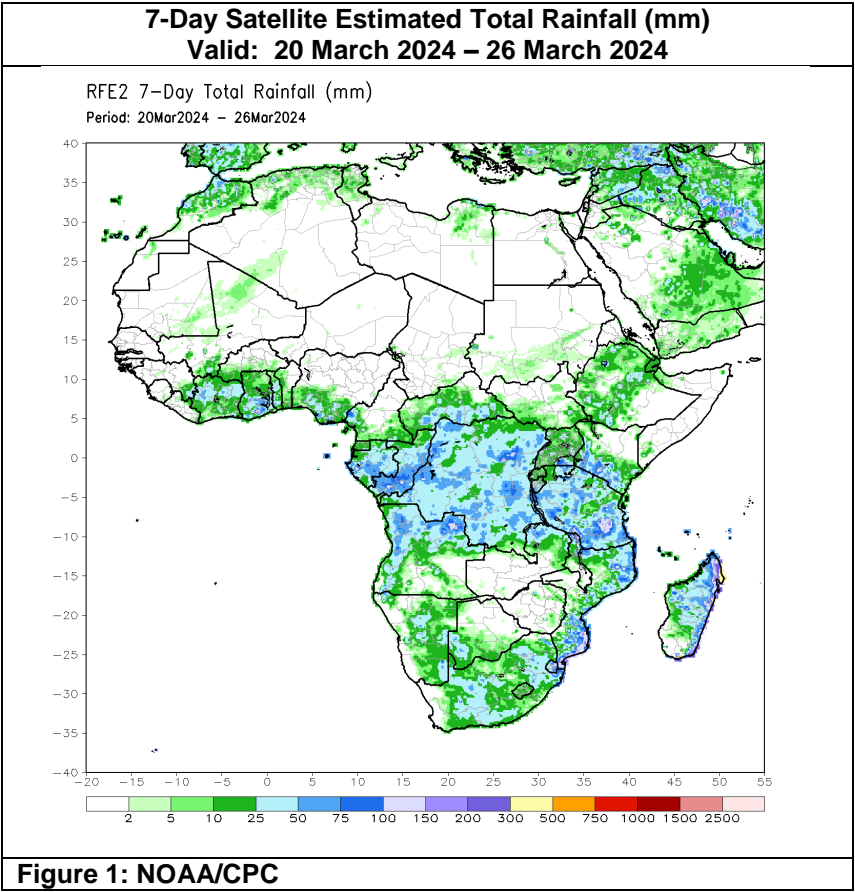 7-Day Satellite Estimated Total Rainfall (mm)
Valid: 20 March 2024 – 26 March 2024
RFE2 7-Day Total Rainfall (mm)
Period: 20Mar2024 – 26Mar2024
40
35
30
25
20
15
10
5
0
−5
−10
−15
−20
−25
−30
−35
−40
−20 −15 −10 −5 0 5 10 15 20 25 30 35 40 45 50 55
2 5 10 25 50 75 100 150 200 300 500 750 1000 1500 2500
Figure 1: NOAA/CPC